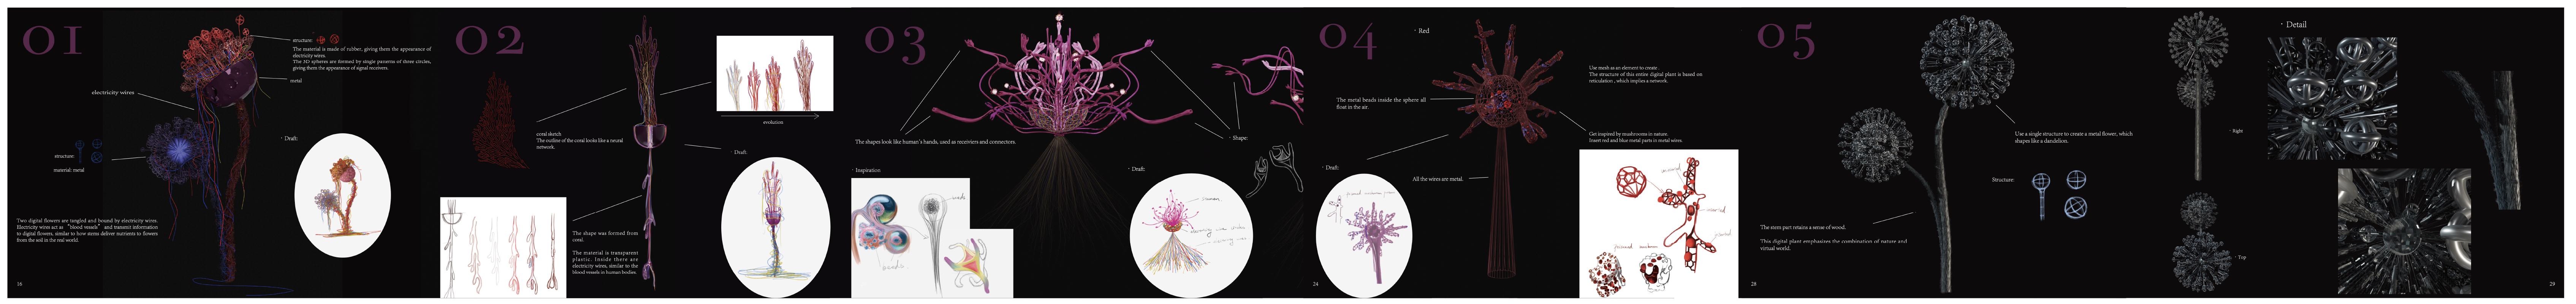 01
structure:
The material is made of rubber, giving them the appearance of
electricity wires.
The 3D spheres are formed by single patterns of three circles,
giving them the appearance of signal receivers.
metal
electricity wires
· Draft:
structure:
material: metal
Two digital flowers are tangled and bound by electricity wires.
Electricity wires act as "blood vessels" and transmit information
to digital flowers, similar to how stems deliver nutrients to flowers
from the soil in the real world.
16
02
evolution
coral sketch
The outline of the coral looks like a neural
network.
· Draft:
The shape was formed from
coral.
The material is transparent
plastic. Inside there are
electricity wires, similar to the
blood vessels in human bodies.
03
The shapes look like human's hands, used as receivers and connectors.
· Shape:
· Inspiration
· Draft:
04
· Red
Use mesh as an element to create .
The structure of this entire digital plant is based on
reticulation , which implies a network.
The metal beads inside the sphere all
float in the air.
Get inspired by mushrooms in nature.
Insert red and blue metal parts in metal wires.
· Draft:
All the wires are metal.
24
05
Use a single structure to create a metal flower, which
shapes like a dandelion.
Structure:
The stem part retains a sense of wood.
This digital plant emphasizes the combination of nature and
virtual world.
28
· Detail
· Right
· Top
29